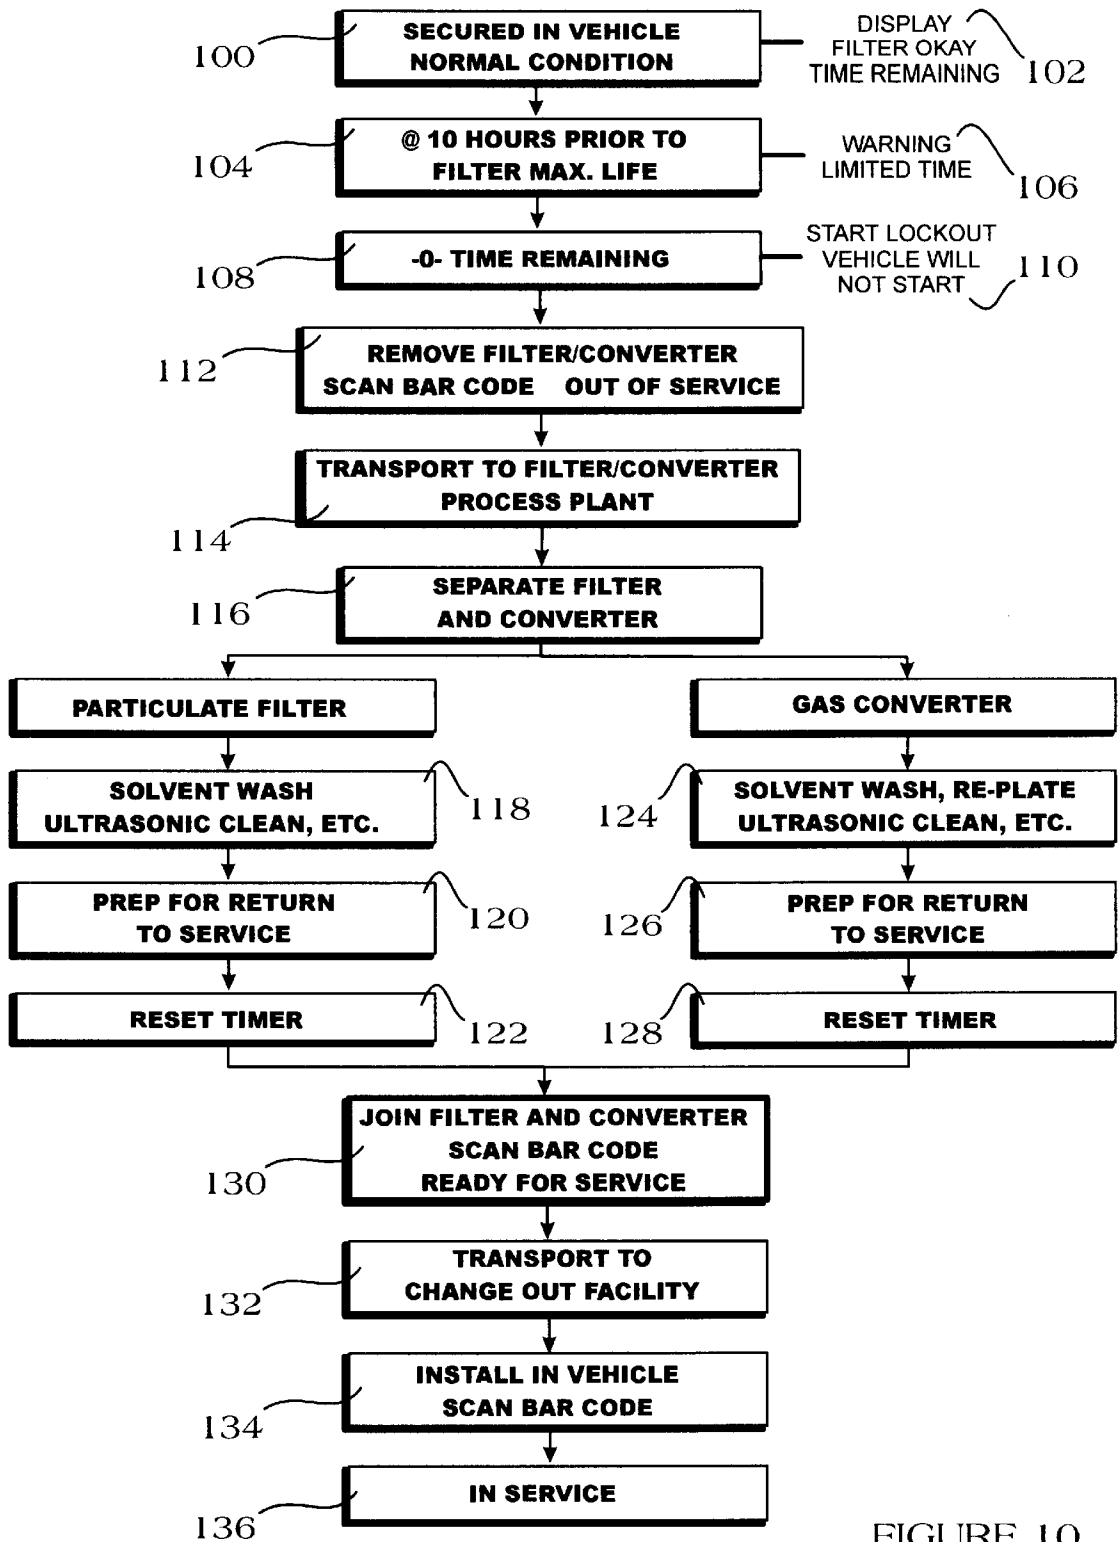 SECURED IN VEHICLE
NORMAL CONDITION
100
DISPLAY
FILTER OKAY
TIME REMAINING
102
@ 10 HOURS PRIOR TO
FILTER MAX. LIFE
104
WARNING
LIMITED TIME
106
-0- TIME REMAINING
108
START LOCKOUT
VEHICLE WILL
NOT START
110
REMOVE FILTER/CONVERTER
SCAN BAR CODE OUT OF SERVICE
112
TRANSPORT TO FILTER/CONVERTER
PROCESS PLANT
114
SEPARATE FILTER
AND CONVERTER
116
PARTICULATE FILTER
SOLVENT WASH
ULTRASONIC CLEAN, ETC.
118
PREP FOR RETURN
TO SERVICE
120
RESET TIMER
122
GAS CONVERTER
SOLVENT WASH, RE-PLATE
ULTRASONIC CLEAN, ETC.
124
PREP FOR RETURN
TO SERVICE
126
RESET TIMER
128
JOIN FILTER AND CONVERTER
SCAN BAR CODE
READY FOR SERVICE
130
TRANSPORT TO
CHANGE OUT FACILITY
132
INSTALL IN VEHICLE
SCAN BAR CODE
134
IN SERVICE
136
FIGURE 10